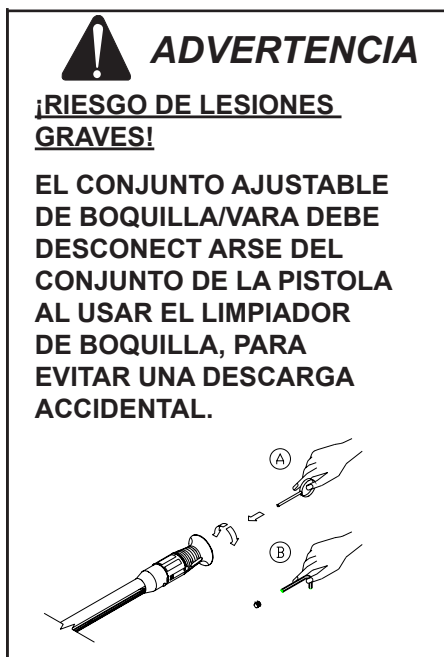 ADVERTENCIA
¡RIESGO DE LESIONES
GRAVES!
EL CONJUNTO AJUSTABLE
DE BOQUILLA/VARA DEBE
DESCONECT ARSE DEL
CONJUNTO DE LA PISTOLA
AL USAR EL LIMPIADOR
DE BOQUILLA, PARA
EVITAR UNA DESCARGA
ACCIDENTAL.
A
B